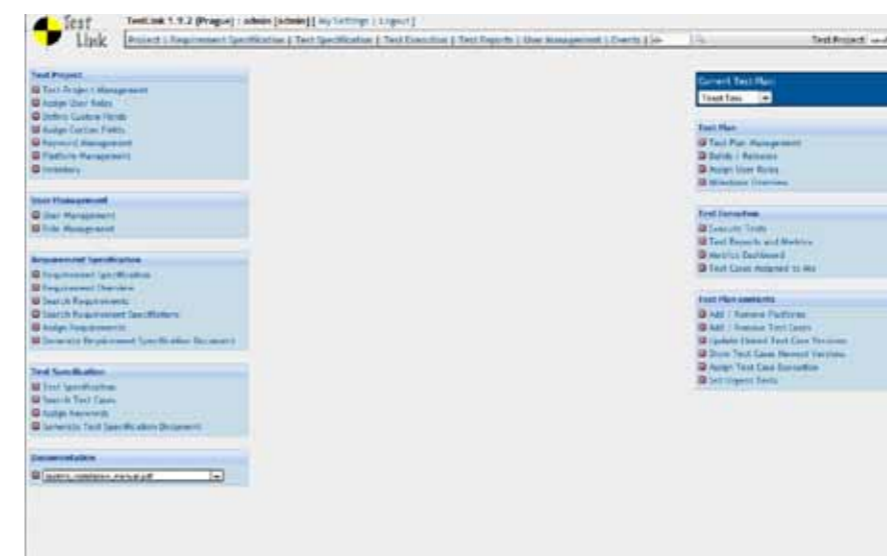 Test
Link
TestLink 1.9.2 (Prague) : admin [admin] [ My Settings | Logout ]
Project | Requirement Specification | Test Specification | Test Execution | Test Reports | User Management | Events |
Test Project
Test Project
Test Project Management
Assign User Roles
Define Custom Fields
Assign Custom Fields
Keyword Management
Platform Management
Inventory
User Management
User Management
Role Management
Requirement Specification
Requirement Specification
Requirement Overview
Search Requirements
Search Requirement Specifications
Assign Requirements
Generate Requirement Specification Document
Test Specification
Test Specification
Search Test Cases
Assign Keywords
Generate Test Specification Document
Documentation
testlink_installation_manual.pdf
Current Test Plan
Test Plan
Test Plan Management
Builds / Releases
Assign User Roles
Milestone Overview
Test Execution
Execute Tests
Test Reports and Metrics
Metrics Dashboard
Test Cases Assigned to Me
Test Plan contents
Add / Remove Platforms
Add / Remove Test Cases
Update Linked Test Case Versions
Show Test Cases Newest Versions
Assign Test Case Execution
Set Urgent Tests